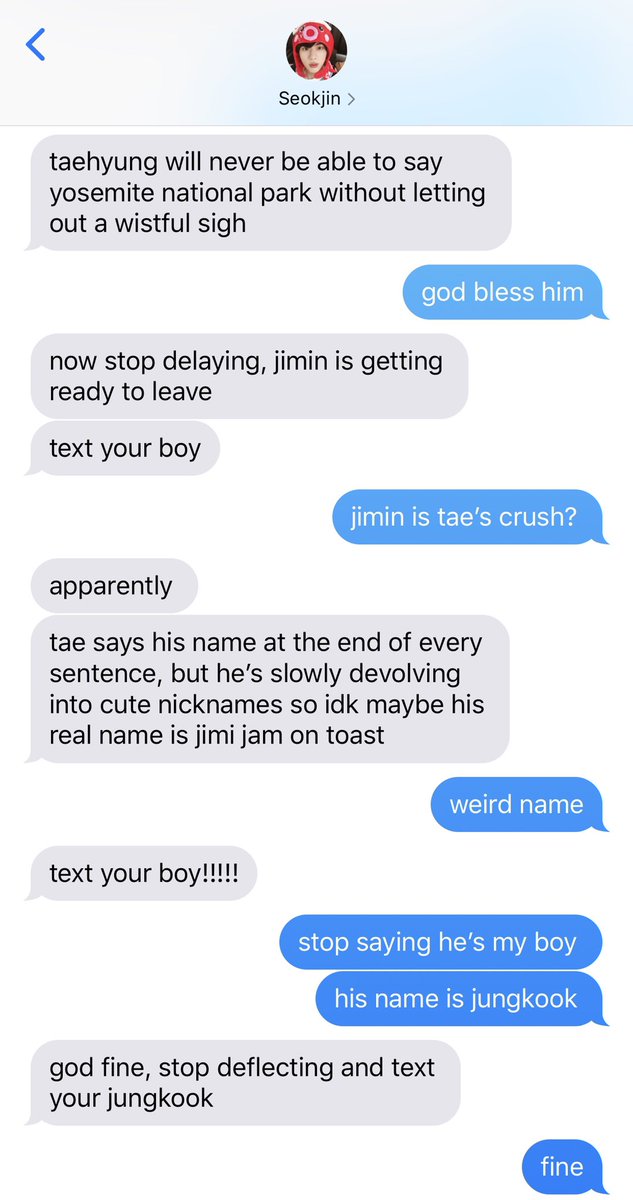 Seokjin
taehyung will never be able to say
yosemite national park without letting
out a wistful sigh
god bless him
now stop delaying, jimin is getting
ready to leave
text your boy
jimin is tae’s crush?
apparently
tae says his name at the end of every
sentence, but he’s slowly devolving
into cute nicknames so idk maybe his
real name is jimi jam on toast
weird name
text your boy!!!!!
stop saying he’s my boy
his name is jungkook
god fine, stop deflecting and text
your jungkook
fine